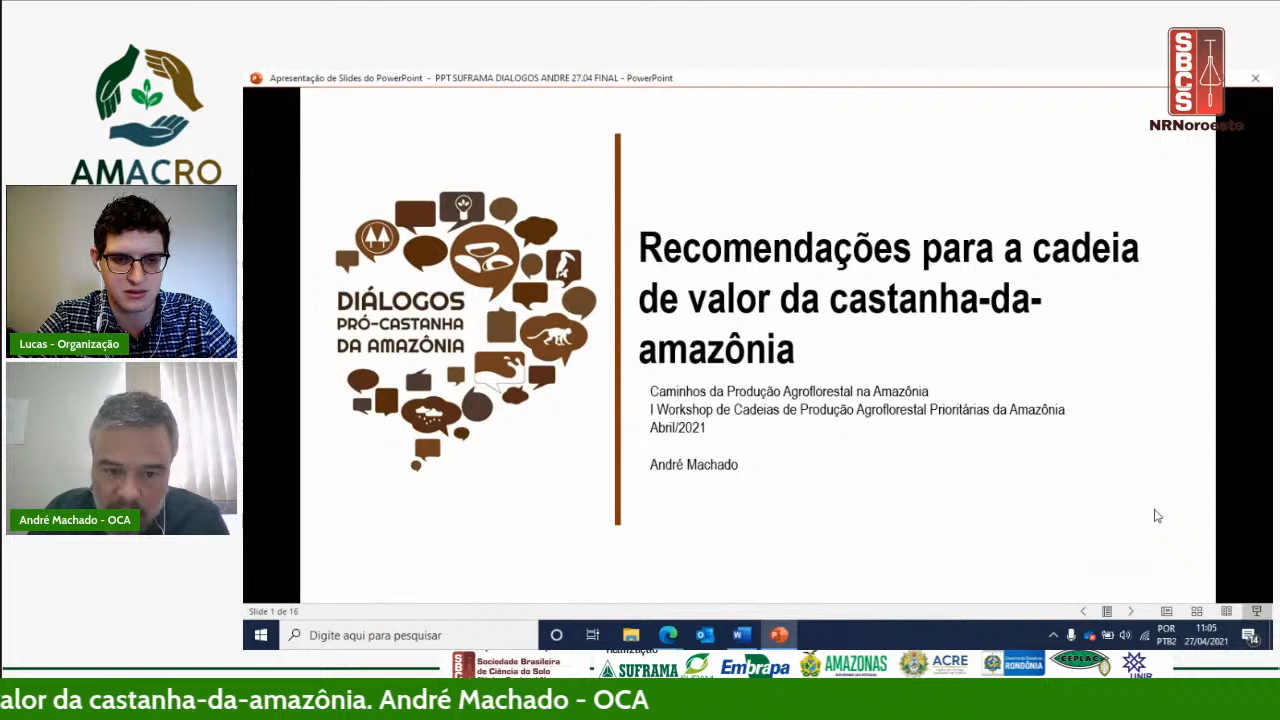 AMACRO
Lucas - Organização
André Machado - OCA
Apresentação de Slides do PowerPoint - PPT SUFRAMA DIALOGOS ANDRE 27.04 FINAL - PowerPoint
SBCS
NRNoroeste
DIÁLOGOS
PRÓ-CASTANHA
DA AMAZÔNIA
Recomendações para a cadeia
de valor da castanha-da-
amazônia
Caminhos da Produção Agroflorestal na Amazônia
I Workshop de Cadeias de Produção Agroflorestal Prioritárias da Amazônia
Abril/2021
André Machado
Slide 1 de 16
Digite aqui para pesquisar
POR
PTB2
11:05
27/04/2021
14
SBCS
Sociedade Brasileira
de Ciência do Solo
SUFRAMA
Embrapa
AMAZONAS
ACRE
RONDÔNIA
CEPLAC
UNIR
alor da castanha-da-amazônia. André Machado - OCA